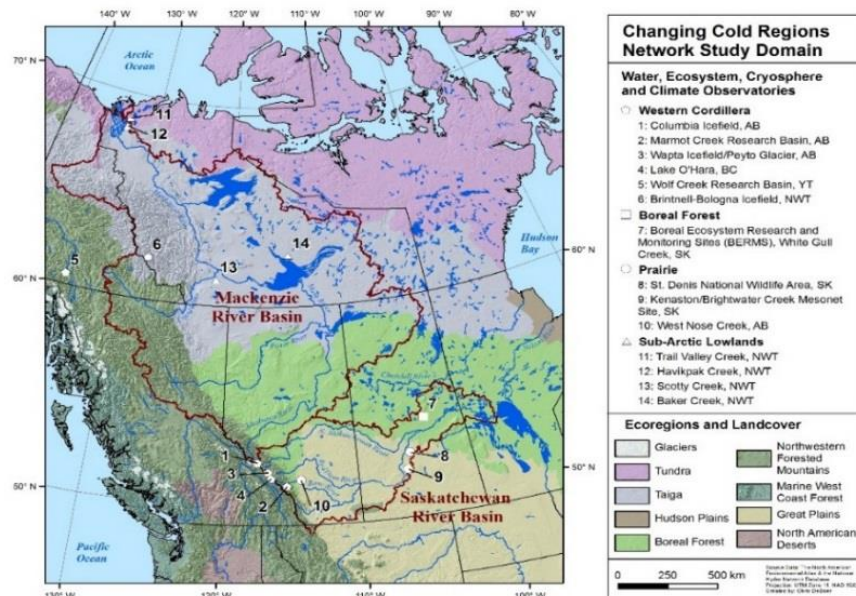 140° W 120° W 110° W 100° W 90° W 80° W
70° N
60° N
50° N
60° N
50° N
130° W 120° W 110° W 100° W
Arctic
Ocean
Hudson
Bay
Pacific
Ocean
11
12
5
6
14
13
Mackenzie
River Basin
7
1
3
4
2
10
8
9
Saskatchewan
River Basin
Changing Cold Regions
Network Study Domain
Water, Ecosystem, Cryosphere
and Climate Observatories
Western Cordillera
1: Columbia Icefield, AB
2: Marmot Creek Research Basin, AB
3: Wapta Icefield/Peyto Glacier, AB
4: Lake O'Hara, BC
5: Wolf Creek Research Basin, YT
6: Brintnell-Bologna Icefield, NWT
Boreal Forest
7: Boreal Ecosystem Research and
Monitoring Sites (BERMS), White Gull
Creek, SK
Prairie
8: St. Denis National Wildlife Area, SK
9: Kenaston/Brightwater Creek Mesonet
Site, SK
10: West Nose Creek, AB
Sub-Arctic Lowlands
11: Trail Valley Creek, NWT
12: Havikpak Creek, NWT
13: Scotty Creek, NWT
14: Baker Creek, NWT
Ecoregions and Landcover
Glaciers
Tundra
Taiga
Hudson Plains
Boreal Forest
Northwestern
Forested
Mountains
Marine West
Coast Forest
Great Plains
North American
Deserts
0 250 500 km